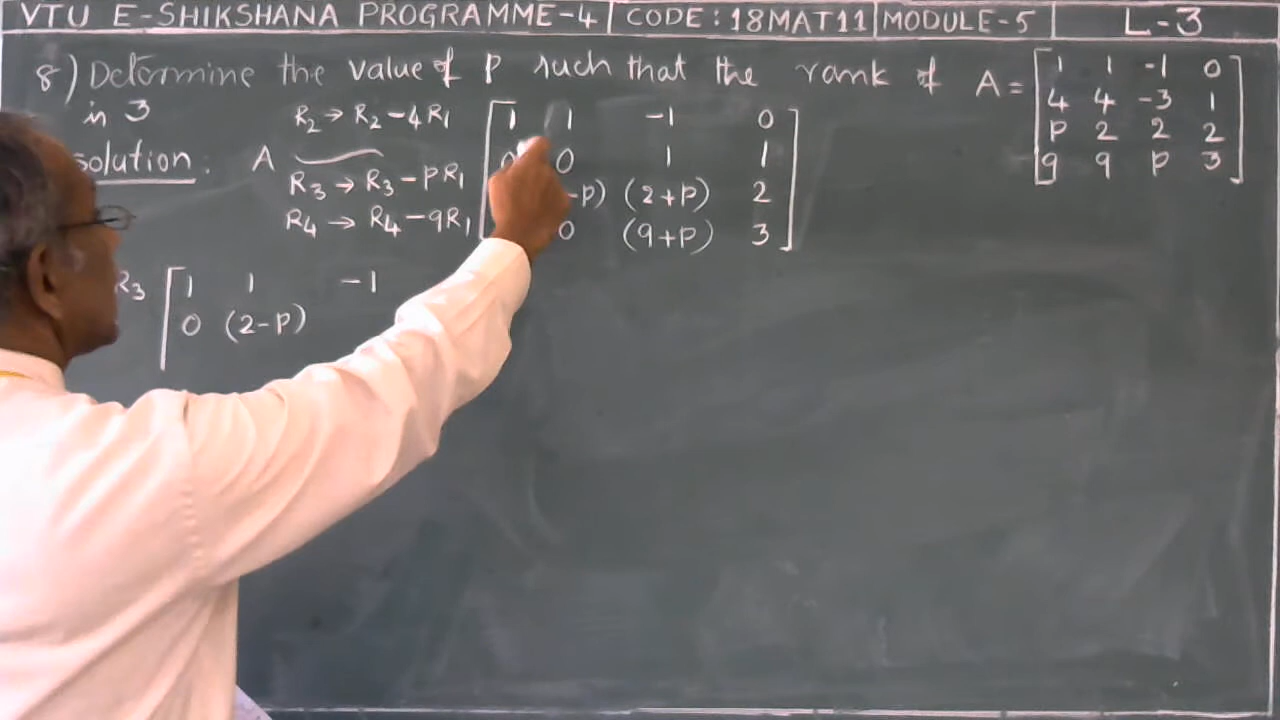 VTU E-SHIKSHANA PROGRAMME-4 CODE: 18MAT11 MODULE-5 L-3
8) Determine the value of P such that the rank of A = [1 1 -1 0
4 4 -3 1
P 2 2 2
9 9 P 3]
is 3
solution: A R2 → R2-4R1
R3 → R3-PR1
R4 → R4-9R1
[1 1 -1 0
0 0 1 1
-P) (2+P) 2
0 (9+P) 3]
R3 [1 1 -1
0 (2-P)